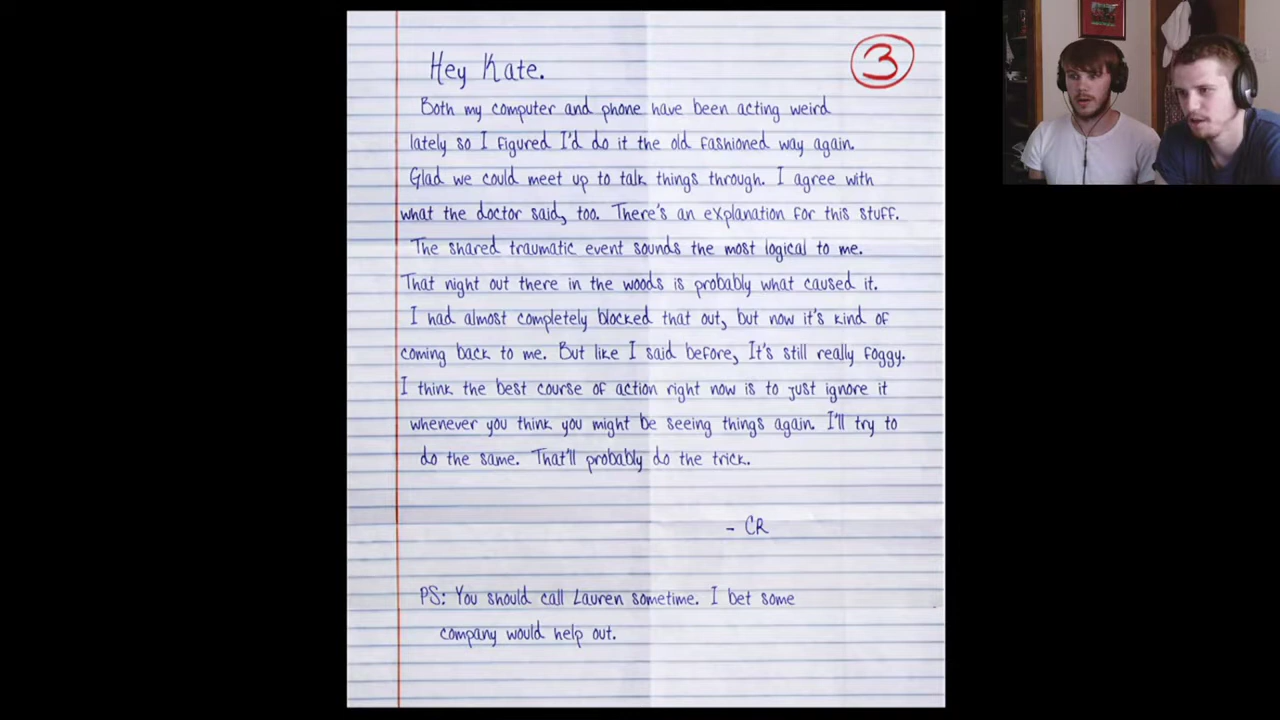 Hey Kate.
3
Both my computer and phone have been acting weird
lately so I figured I'd do it the old fashioned way again.
Glad we could meet up to talk things through. I agree with
what the doctor said, too. There's an explanation for this stuff.
The shared traumatic event sounds the most logical to me.
That night out there in the woods is probably what caused it.
I had almost completely blocked that out, but now it's kind of
coming back to me. But like I said before, It's still really foggy.
I think the best course of action right now is to just ignore it
whenever you think you might be seeing things again. I'll try to
do the same. That'll probably do the trick.
- CR
PS: You should call Lauren sometime. I bet some
company would help out.